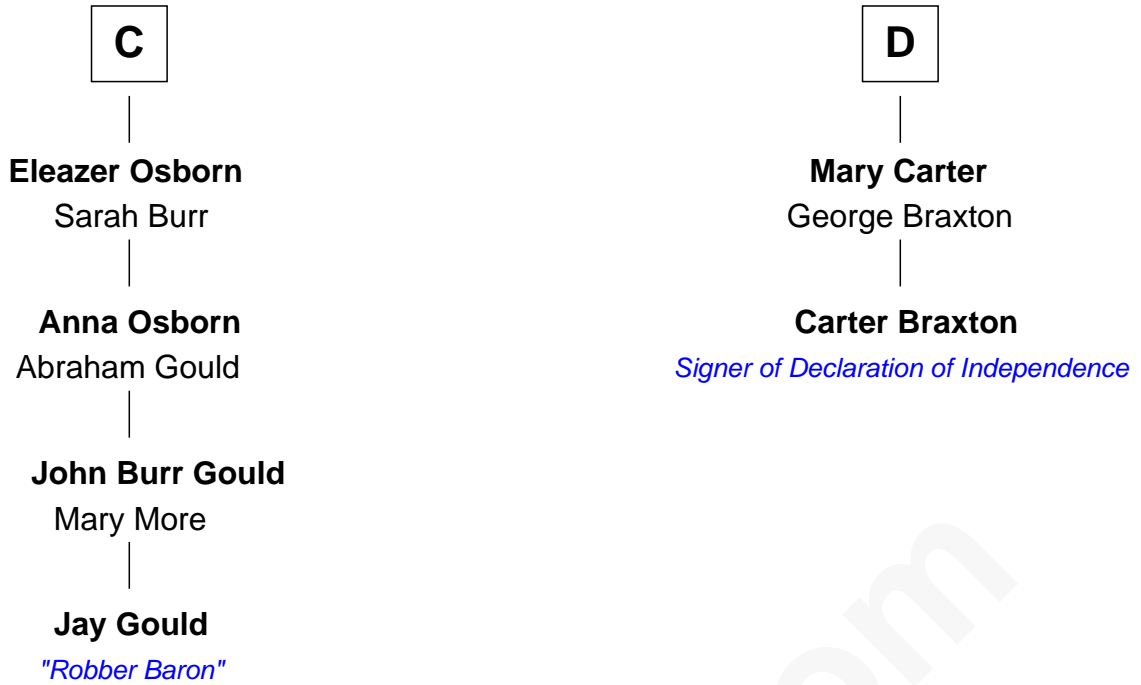 C
Eleazer Osborn
Sarah Burr
Anna Osborn
Abraham Gould
John Burr Gould
Mary More
Jay Gould
"Robber Baron"
D
Mary Carter
George Braxton
Carter Braxton
Signer of Declaration of Independence